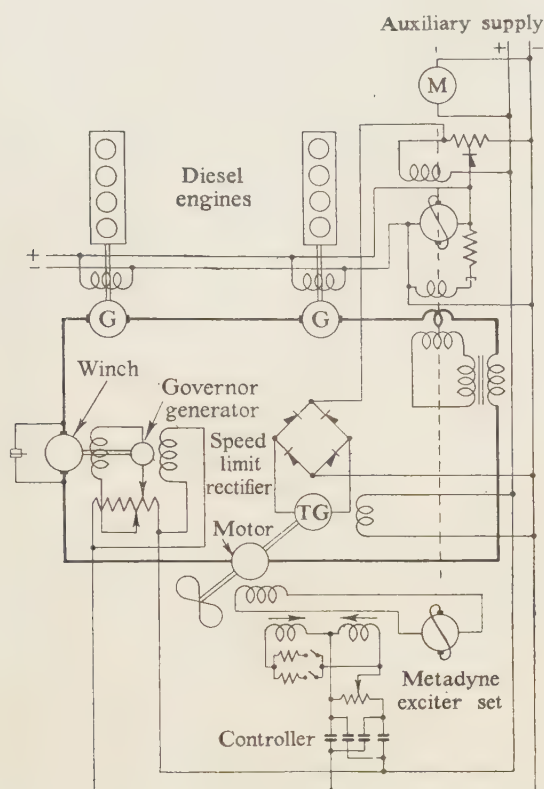 Auxiliary supply
+ −
M
Diesel
engines
+
−
G
G
Winch
Governor
generator
Speed
limit
rectifier
TG
Motor
Metadyne
exciter set
Controller